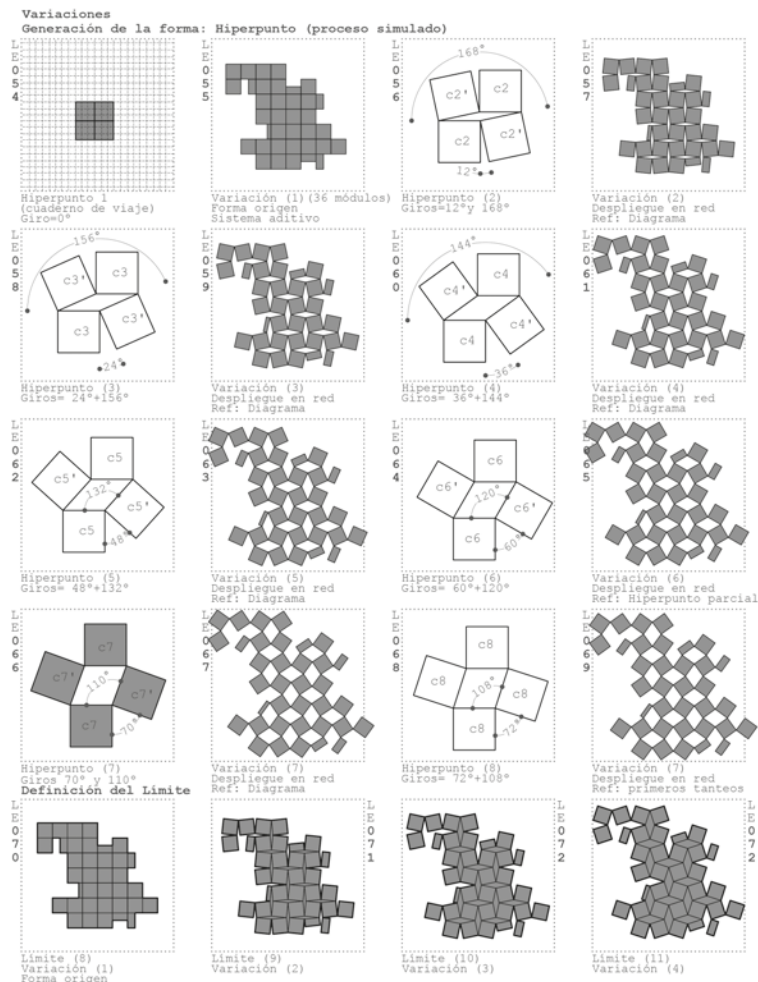 Variaciones
Generación de la forma: Hiperpunto (proceso simulado)
LE054
LE055
168°
c2'
c2
c2
c2'
12°
LE056
LE057
Hiperpunto 1
(cuaderno de viaje)
Giro=0°
Variación (1)(36 módulos)
Forma origen
Sistema aditivo
Hiperpunto (2)
Giros=12°y 168°
Variación (2)
Despliegue en red
Ref: Diagrama
LE058
156°
c3'
c3
c3
c3'
24°
LE059
LE060
144°
c4'
c4
c4
c4'
36°
LE061
Hiperpunto (3)
Giros= 24°+156°
Variación (3)
Despliegue en red
Ref: Diagrama
Hiperpunto (4)
Giros= 36°+144°
Variación (4)
Despliegue en red
Ref: Diagrama
LE062
c5
c5'
132°
c5'
c5
48°
LE063
LE064
c6
c6'
120°
c6'
c6
60°
LE065
Hiperpunto (5)
Giros= 48°+132°
Variación (5)
Despliegue en red
Ref: Diagrama
Hiperpunto (6)
Giros= 60°+120°
Variación (6)
Despliegue en red
Ref: Hiperpunto parcial
LE066
c7
c7'
110°
c7'
c7
70°
LE067
LE068
c8
c8
108°
c8
c8
72°
LE069
Hiperpunto (7)
Giros 70° y 110°
Variación (7)
Despliegue en red
Ref: Diagrama
Hiperpunto (8)
Giros= 72°+108°
Variación (7)
Despliegue en red
Ref: primeros tanteos
Definición del Límite
LE070
LE071
LE072
LE072
Límite (8)
Variación (1)
Forma origen
Límite (9)
Variación (2)
Límite (10)
Variación (3)
Límite (11)
Variación (4)